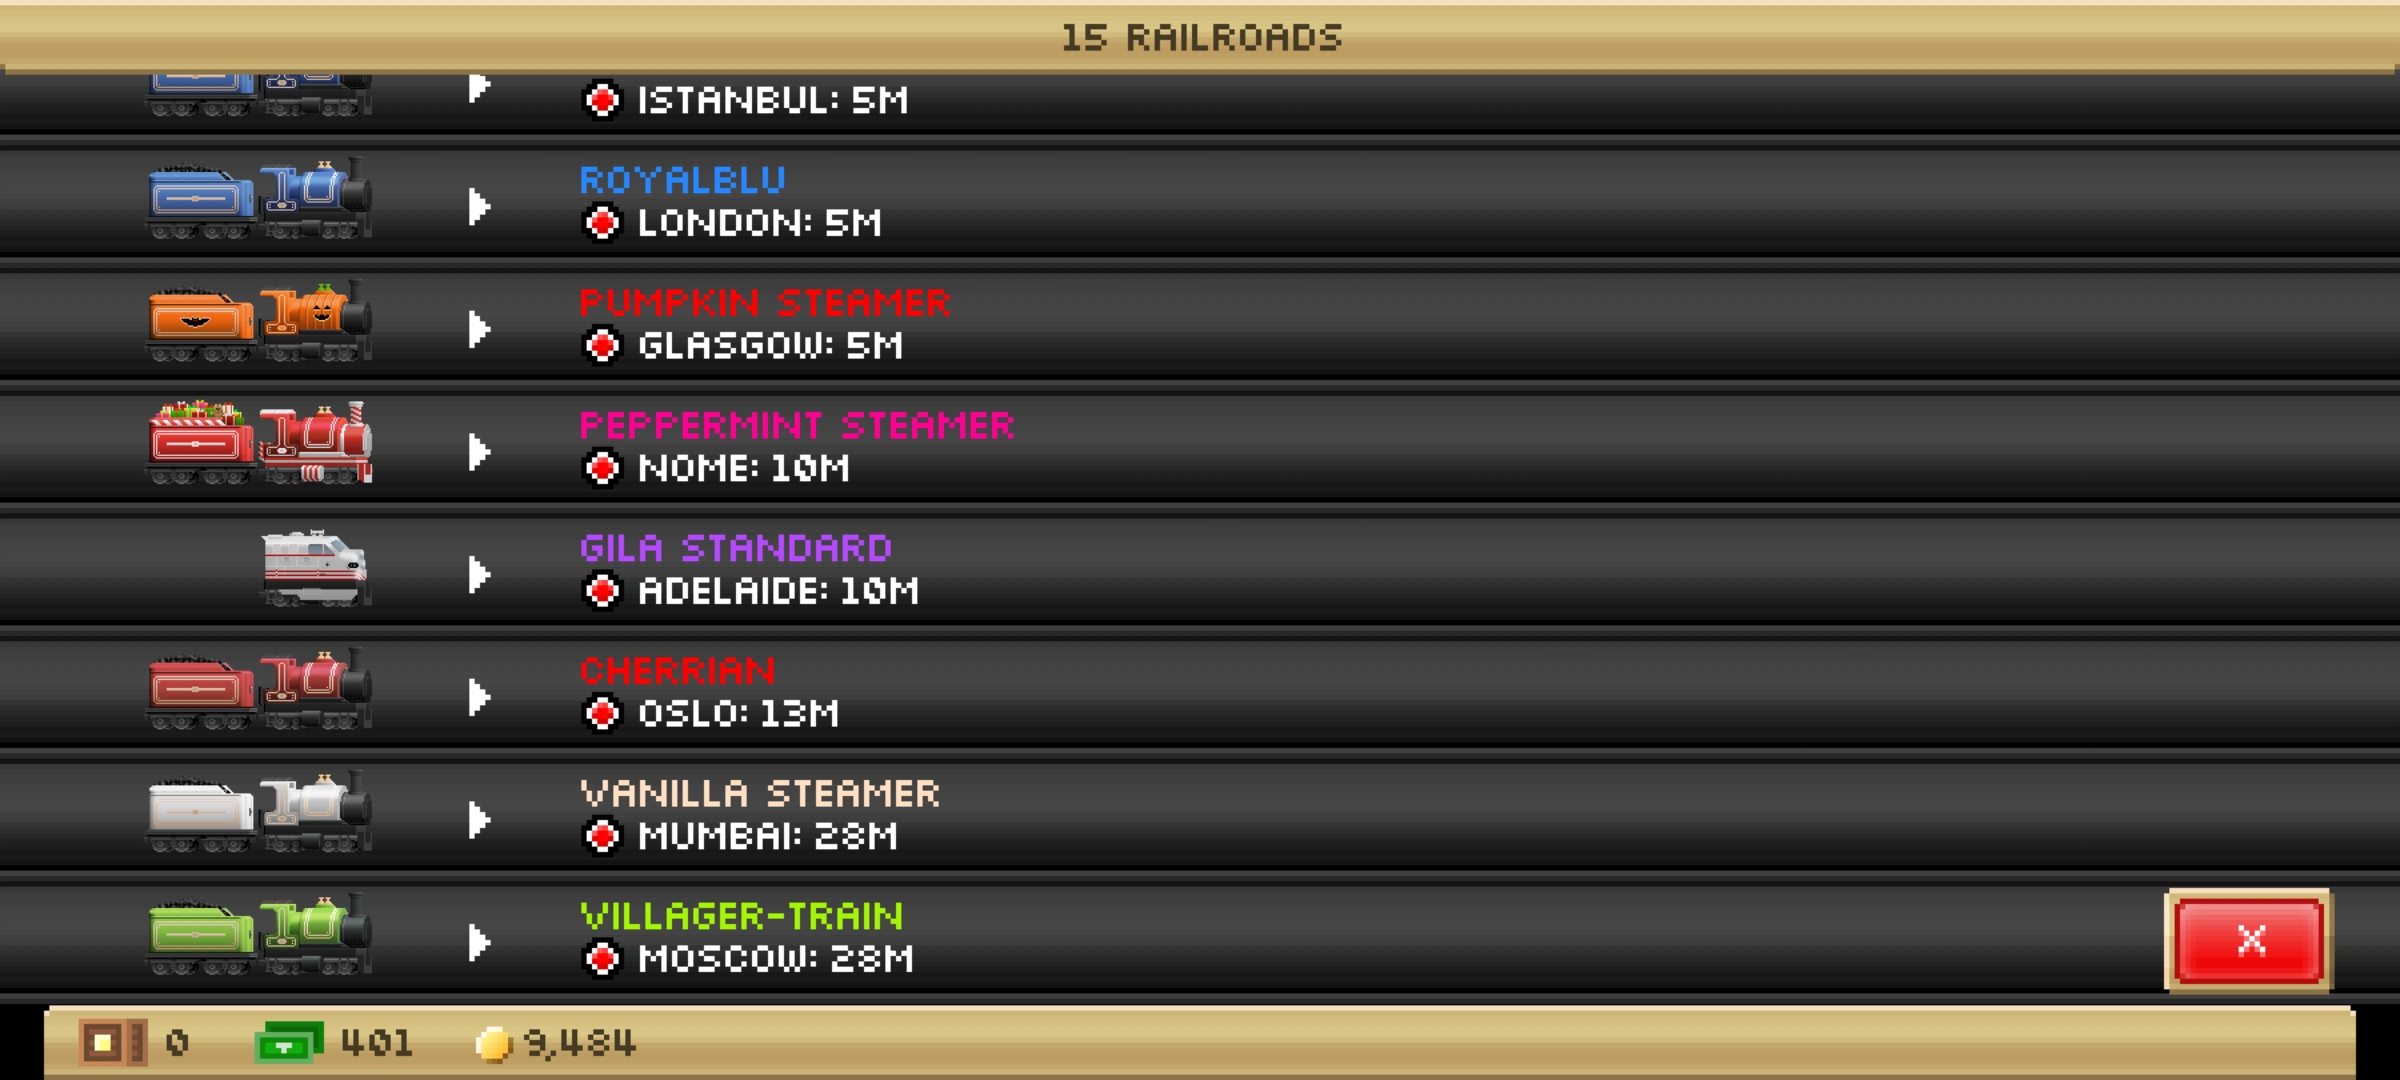 15 RAILROADS
ISTANBUL: 5M
ROYALBLU
LONDON: 5M
PUMPKIN STEAMER
GLASGOW: 5M
PEPPERMINT STEAMER
NOME: 10M
GILA STANDARD
ADELAIDE: 10M
CHERRIAN
OSLO: 13M
VANILLA STEAMER
MUMBAI: 28M
VILLAGER-TRAIN
MOSCOW: 28M
X
0 401 9,484